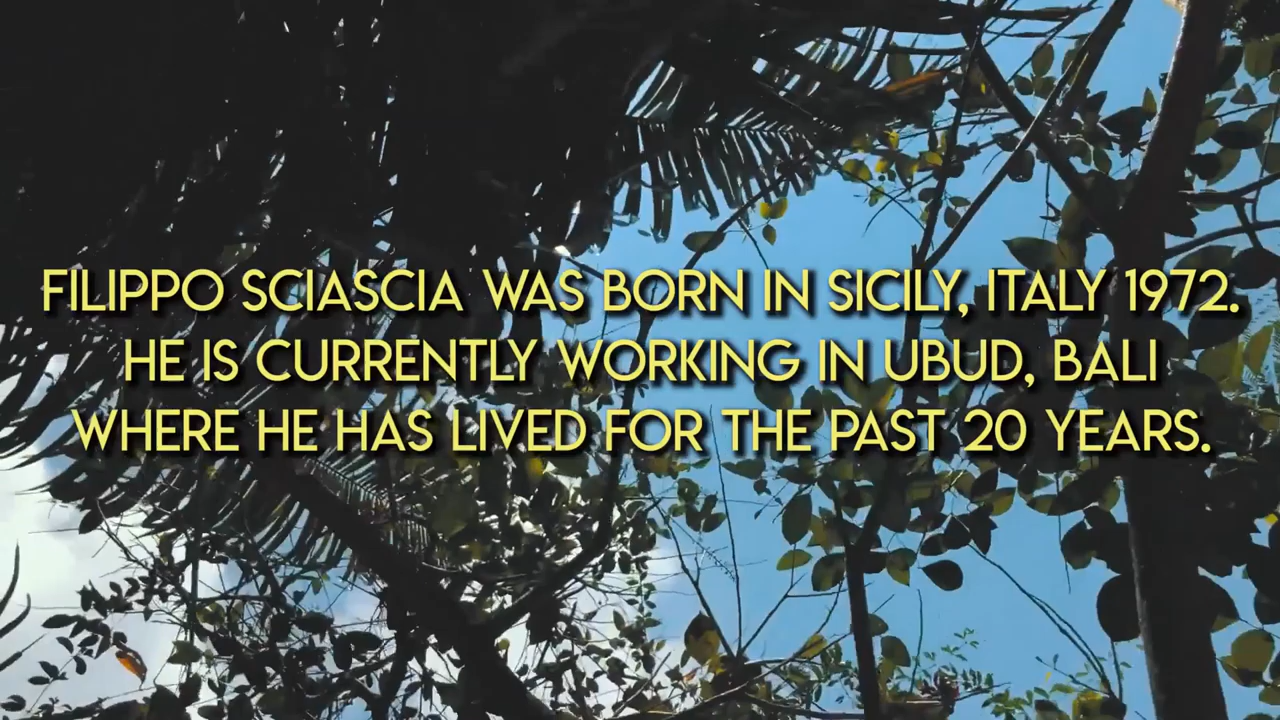 FILIPPO SCIASCIA WAS BORN IN SICILY, ITALY 1972.
HE IS CURRENTLY WORKING IN UBUD, BALI
WHERE HE HAS LIVED FOR THE PAST 20 YEARS.